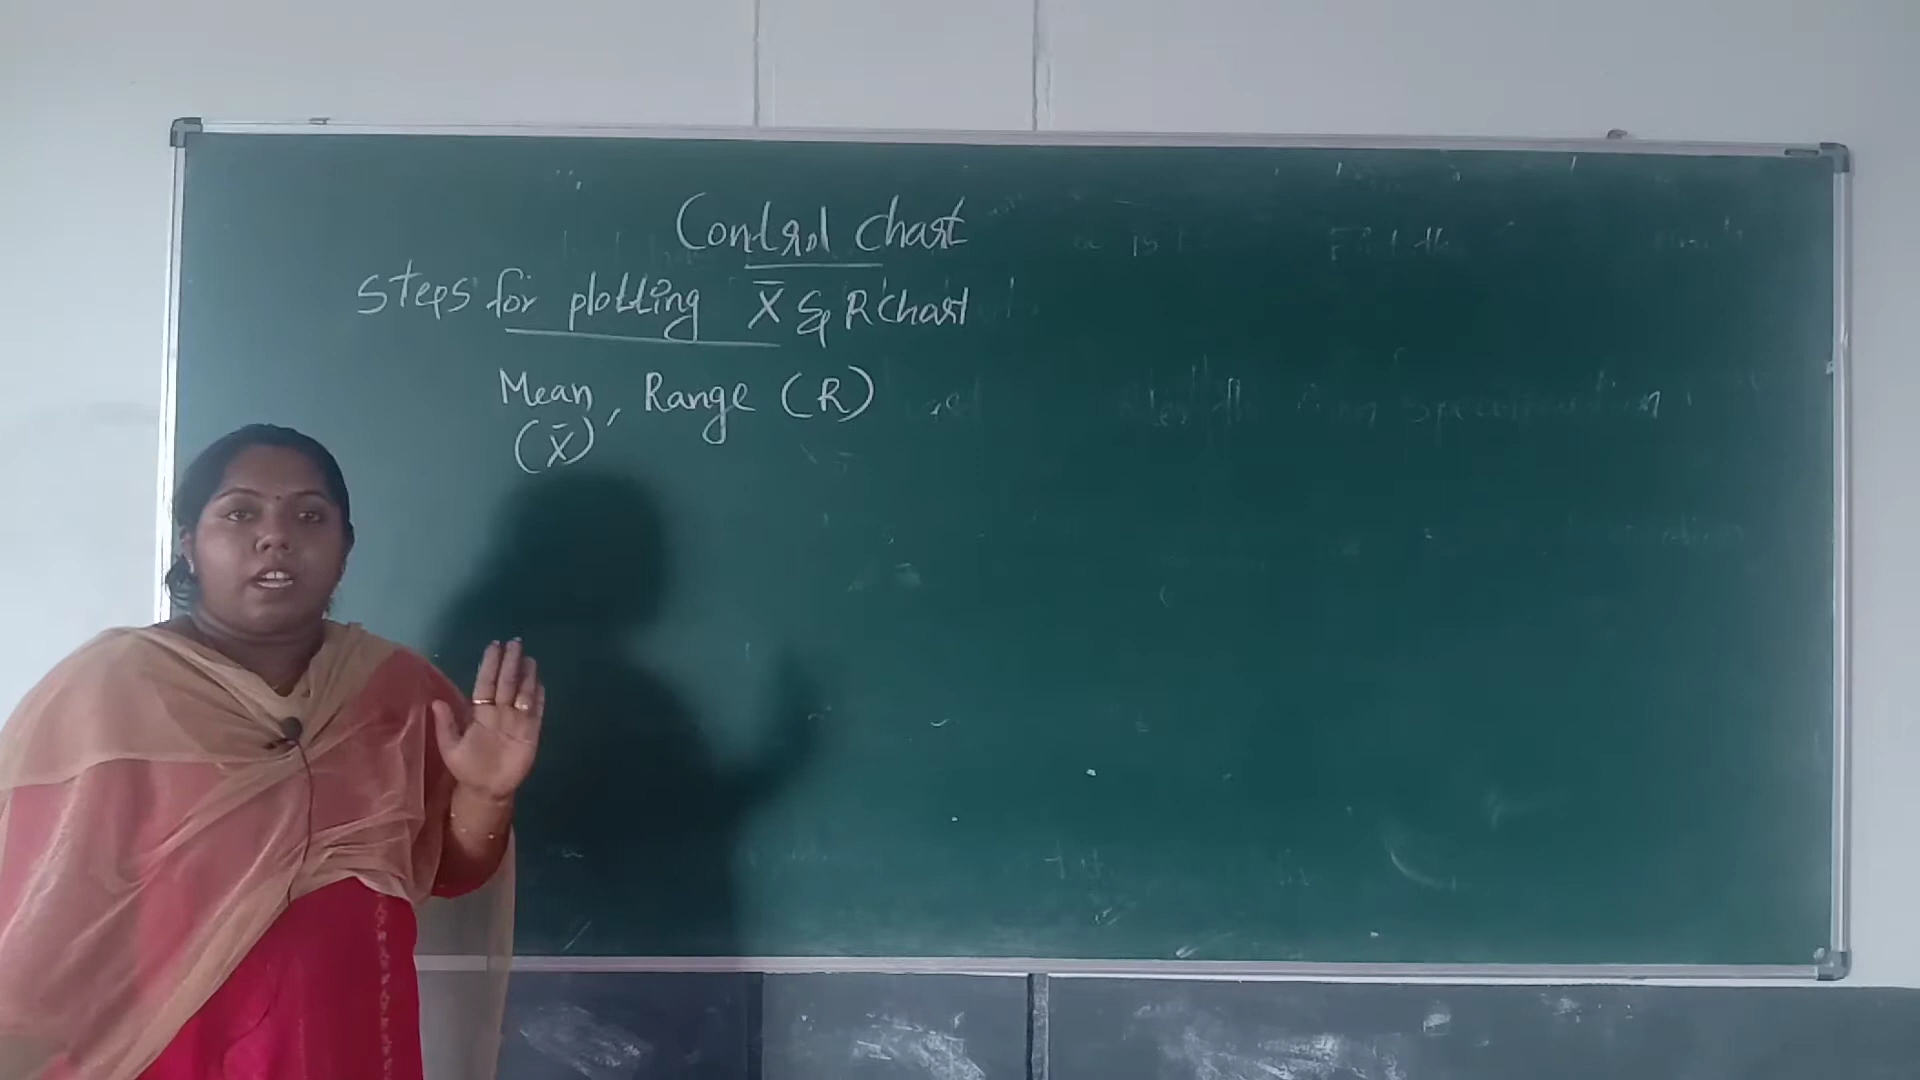 Control chart
Steps for plotting X̄ & R chart
Mean, Range (R)
(X̄)